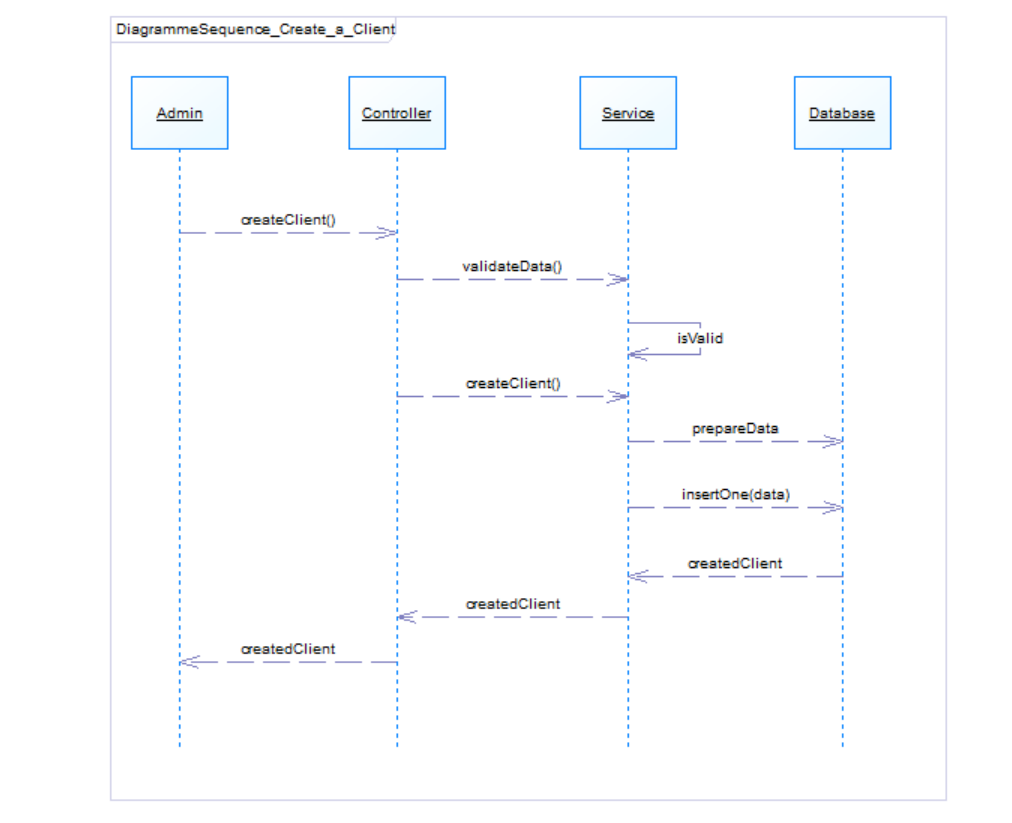 DiagrammeSequence_Create_a_Client
Admin
Controller
Service
Database
createClient()
validateData()
isValid
createClient()
prepareData
insertOne(data)
createdClient
createdClient
createdClient